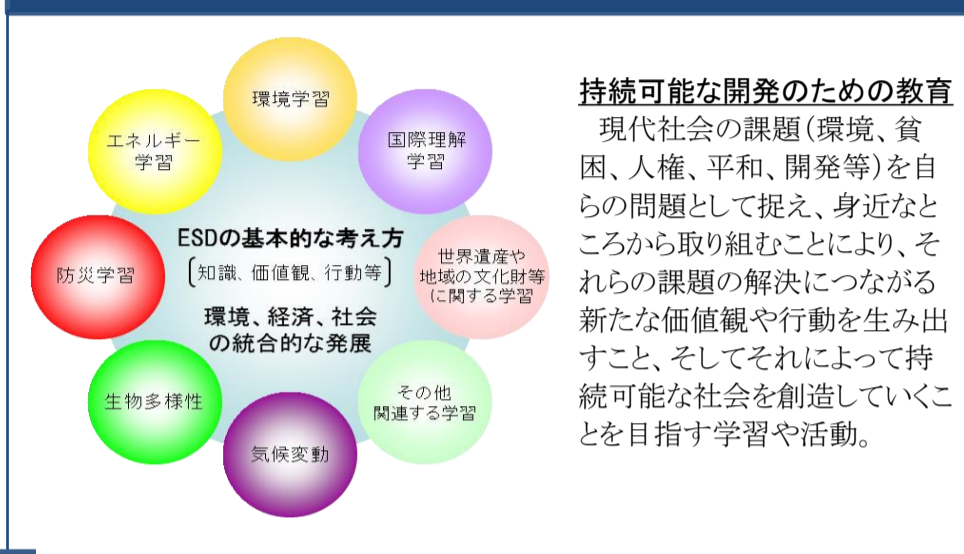 環境学習
国際理解
学習
世界遺産や
地域の文化財等
に関する学習
その他
関連する学習
気候変動
生物多様性
防災学習
エネルギー
学習
ESDの基本的な考え方
〔知識、価値観、行動等〕
環境、経済、社会
の統合的な発展
持続可能な開発のための教育
現代社会の課題(環境、貧
困、人権、平和、開発等)を自
らの問題として捉え、身近なと
ころから取り組むことにより、そ
れらの課題の解決につながる
新たな価値観や行動を生み出
すこと、そしてそれによって持
続可能な社会を創造していくこ
とを目指す学習や活動。